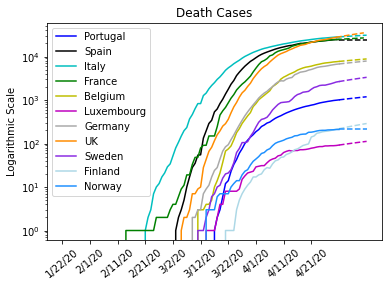 Death Cases
Logarithmic Scale
10⁴
10³
10²
10¹
10⁰
Portugal
Spain
Italy
France
Belgium
Luxembourg
Germany
UK
Sweden
Finland
Norway
1/22/20
2/1/20
2/11/20
2/21/20
3/2/20
3/12/20
3/22/20
4/1/20
4/11/20
4/21/20